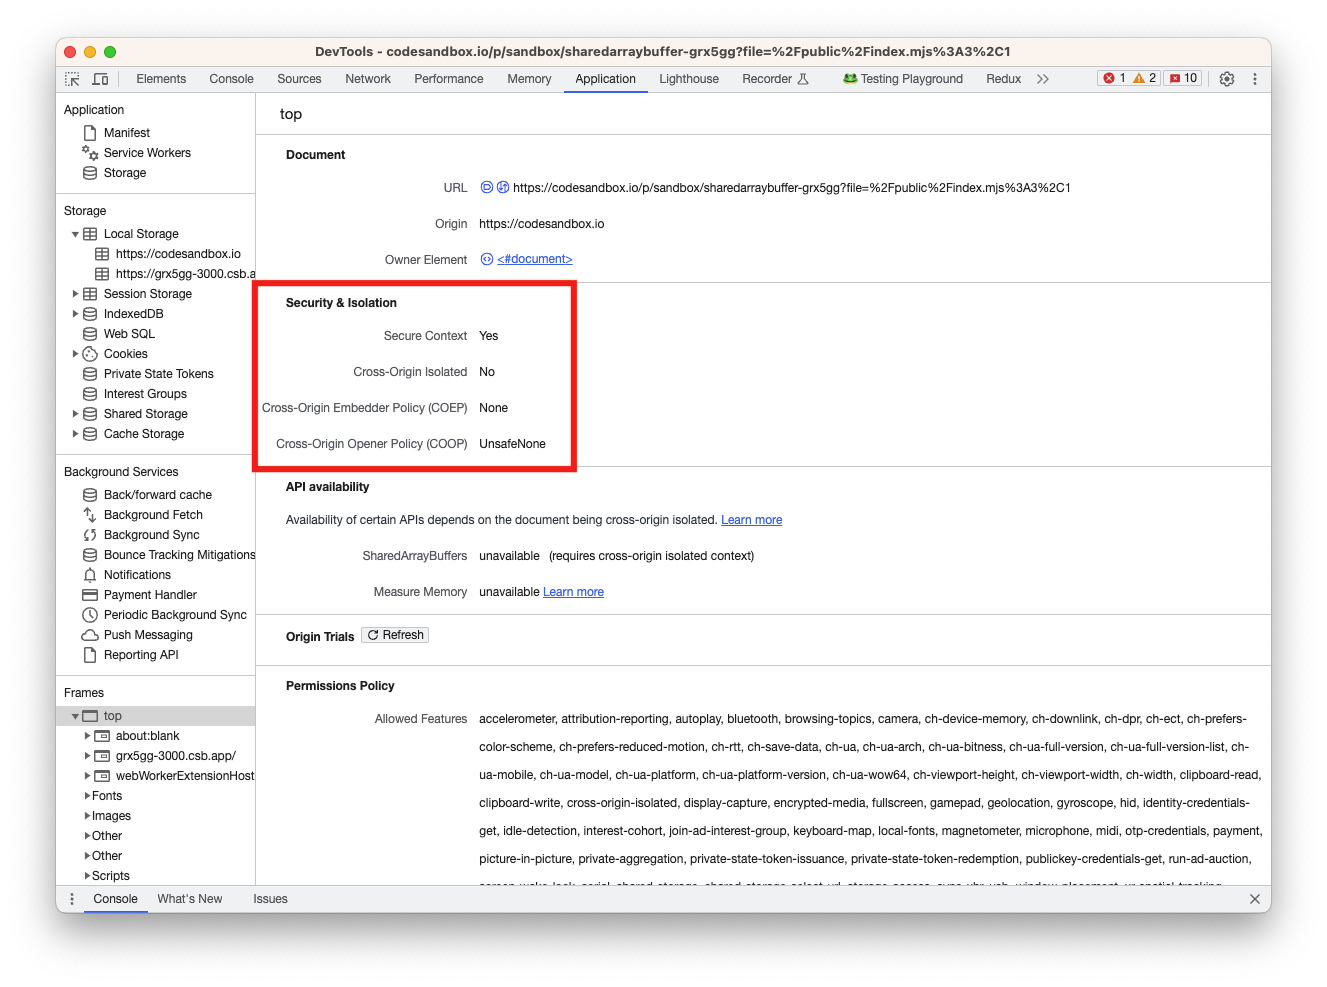 DevTools - codesandbox.io/p/sandbox/sharedarraybuffer-grx5gg?file=%2Fpublic%2Findex.mjs%3A3%2C1
Elements Console Sources Network Performance Memory Application Lighthouse Recorder Testing Playground Redux 1 2 10
Application
Manifest
Service Workers
Storage
Storage
Local Storage
https://codesandbox.io
https://grx5gg-3000.csb.a
Session Storage
IndexedDB
Web SQL
Cookies
Private State Tokens
Interest Groups
Shared Storage
Cache Storage
Background Services
Back/forward cache
Background Fetch
Background Sync
Bounce Tracking Mitigations
Notifications
Payment Handler
Periodic Background Sync
Push Messaging
Reporting API
Frames
top
about:blank
grx5gg-3000.csb.app/
webWorkerExtensionHost
Fonts
Images
Other
Other
Scripts
top
Document
URL https://codesandbox.io/p/sandbox/sharedarraybuffer-grx5gg?file=%2Fpublic%2Findex.mjs%3A3%2C1
Origin https://codesandbox.io
Owner Element <#document>
Security & Isolation
Secure Context Yes
Cross-Origin Isolated No
Cross-Origin Embedder Policy (COEP) None
Cross-Origin Opener Policy (COOP) UnsafeNone
API availability
Availability of certain APIs depends on the document being cross-origin isolated. Learn more
SharedArrayBuffers unavailable (requires cross-origin isolated context)
Measure Memory unavailable Learn more
Origin Trials Refresh
Permissions Policy
Allowed Features accelerometer, attribution-reporting, autoplay, bluetooth, browsing-topics, camera, ch-device-memory, ch-downlink, ch-dpr, ch-ect, ch-prefers-
color-scheme, ch-prefers-reduced-motion, ch-rtt, ch-save-data, ch-ua, ch-ua-arch, ch-ua-bitness, ch-ua-full-version, ch-ua-full-version-list, ch-
ua-mobile, ch-ua-model, ch-ua-platform, ch-ua-platform-version, ch-ua-wow64, ch-viewport-height, ch-viewport-width, ch-width, clipboard-read,
clipboard-write, cross-origin-isolated, display-capture, encrypted-media, fullscreen, gamepad, geolocation, gyroscope, hid, identity-credentials-
get, idle-detection, interest-cohort, join-ad-interest-group, keyboard-map, local-fonts, magnetometer, microphone, midi, otp-credentials, payment,
picture-in-picture, private-aggregation, private-state-token-issuance, private-state-token-redemption, publickey-credentials-get, run-ad-auction,
Console What's New Issues